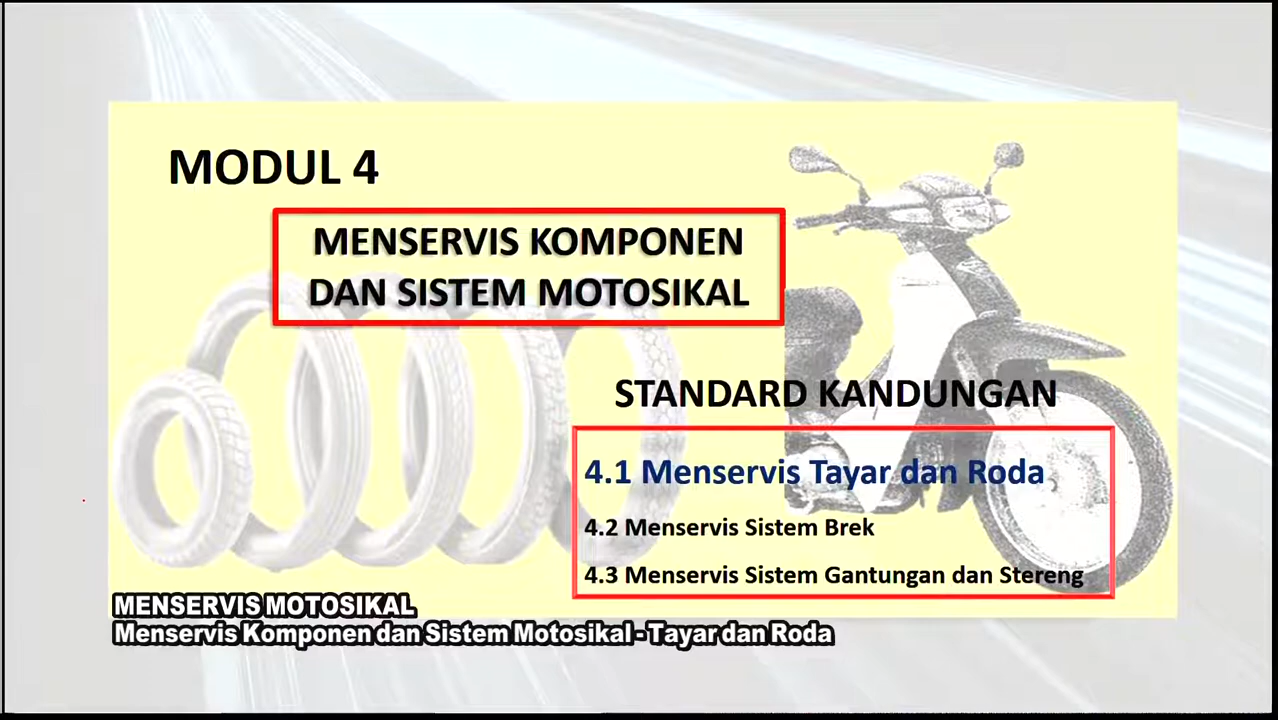 MODUL 4
MENSERVIS KOMPONEN
DAN SISTEM MOTOSIKAL
STANDARD KANDUNGAN
4.1 Menservis Tayar dan Roda
4.2 Menservis Sistem Brek
4.3 Menservis Sistem Gantungan dan Stereng
MENSERVIS MOTOSIKAL
Menservis Komponen dan Sistem Motosikal - Tayar dan Roda